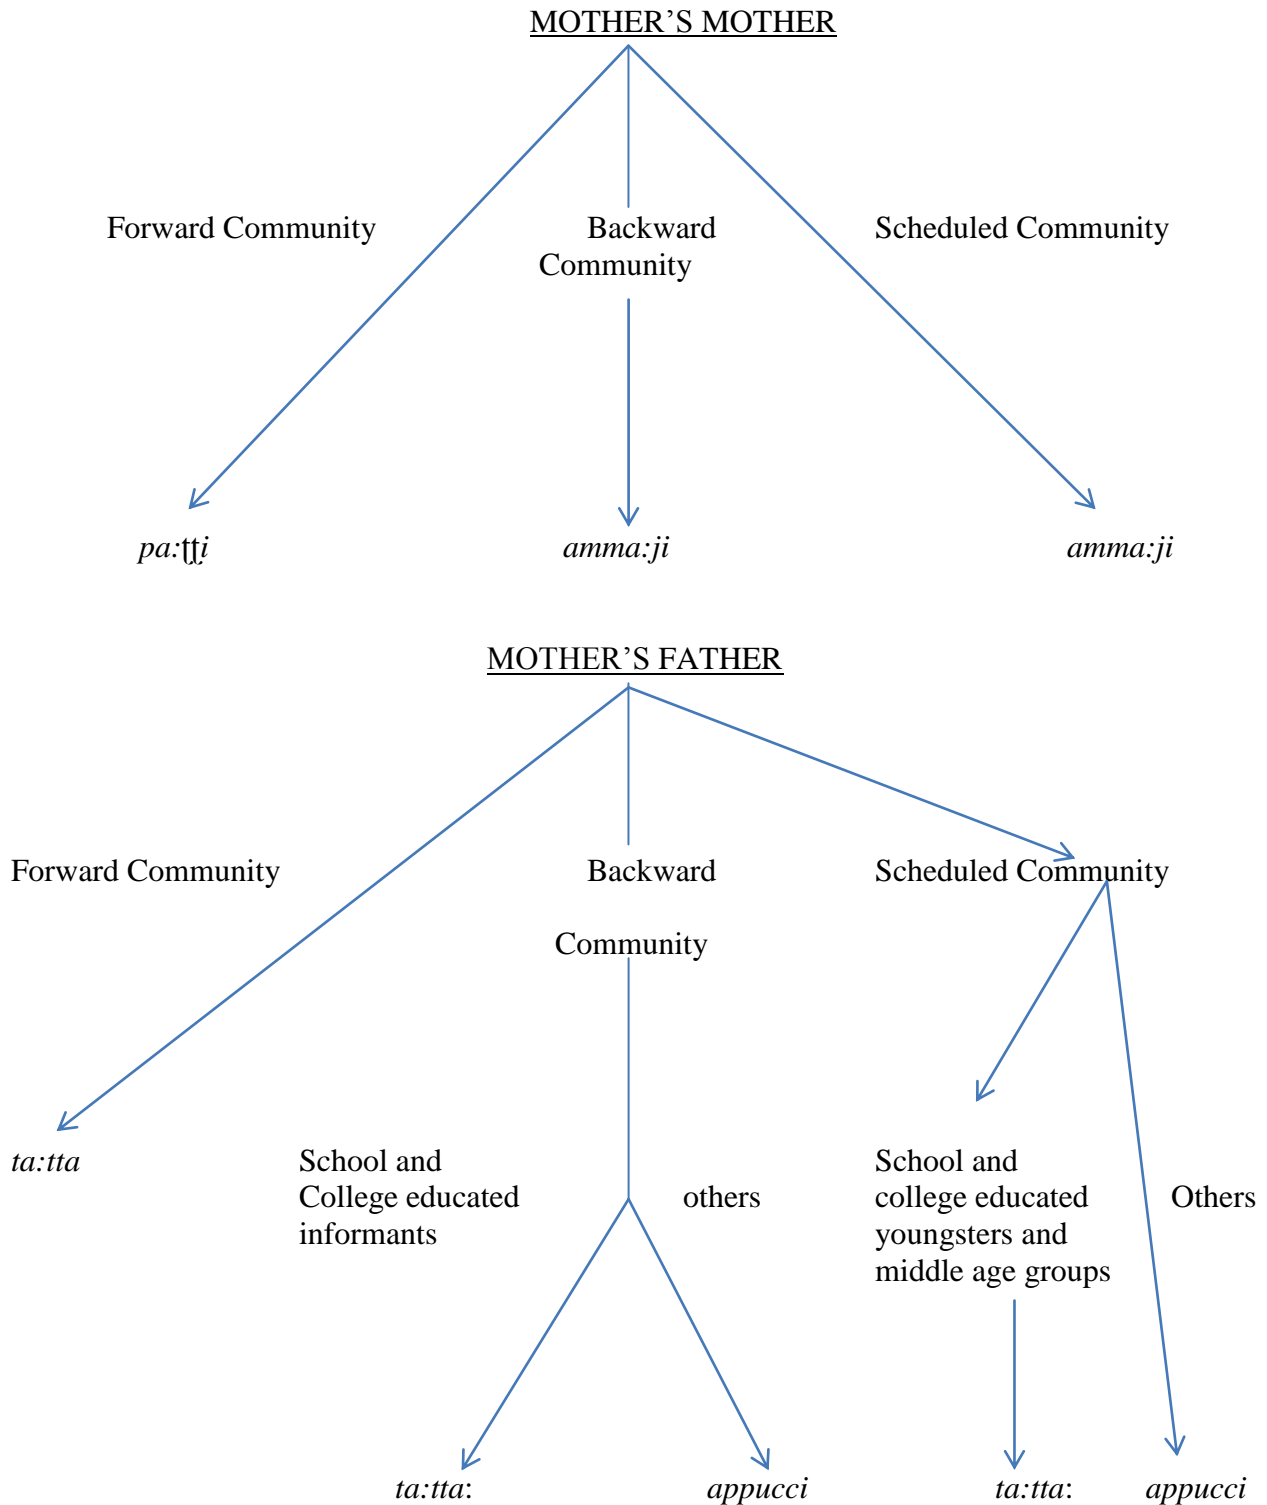 MOTHER’S MOTHER
Forward Community
Backward
Community
Scheduled Community
pa:ʈʈi
amma:ji
amma:ji
MOTHER’S FATHER
Forward Community
Backward
Community
Scheduled Community
ta:tta
School and
College educated
informants
others
School and
college educated
youngsters and
middle age groups
Others
ta:tta:
appucci
ta:tta:
appucci